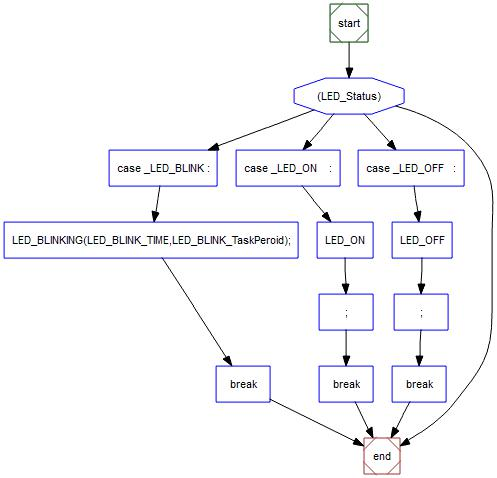 start
(LED_Status)
case _LED_BLINK :
case _LED_ON :
case _LED_OFF :
LED_BLINKING(LED_BLINK_TIME,LED_BLINK_TaskPeroid);
LED_ON
LED_OFF
;
;
break
break
break
end